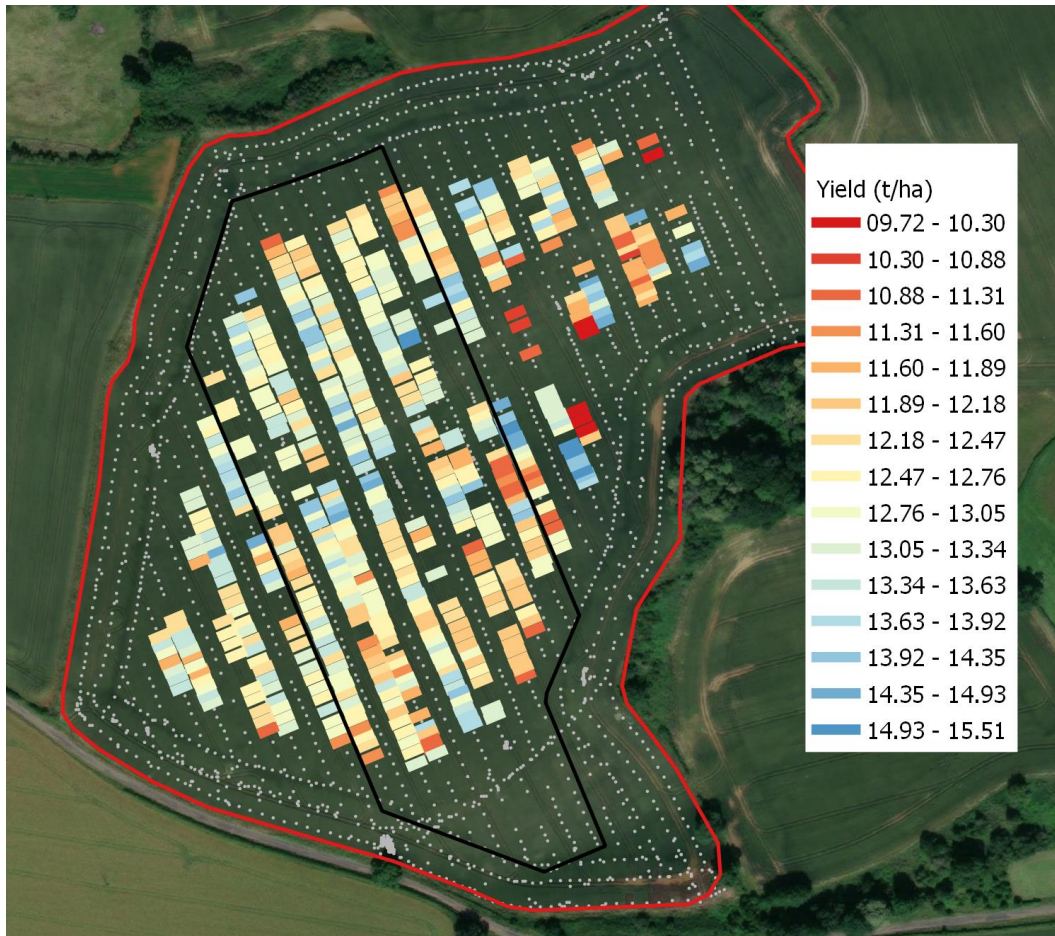 Yield (t/ha)
09.72 - 10.30
10.30 - 10.88
10.88 - 11.31
11.31 - 11.60
11.60 - 11.89
11.89 - 12.18
12.18 - 12.47
12.47 - 12.76
12.76 - 13.05
13.05 - 13.34
13.34 - 13.63
13.63 - 13.92
13.92 - 14.35
14.35 - 14.93
14.93 - 15.51